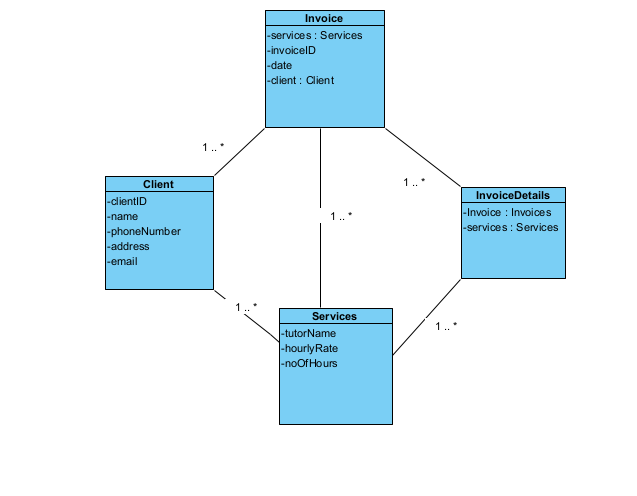 Invoice
-services : Services
-invoiceID
-date
-client : Client
1 .. *
1 .. *
Client
-clientID
-name
-phoneNumber
-address
-email
InvoiceDetails
-Invoice : Invoices
-services : Services
1 .. *
1 .. *
1 .. *
Services
-tutorName
-hourlyRate
-noOfHours